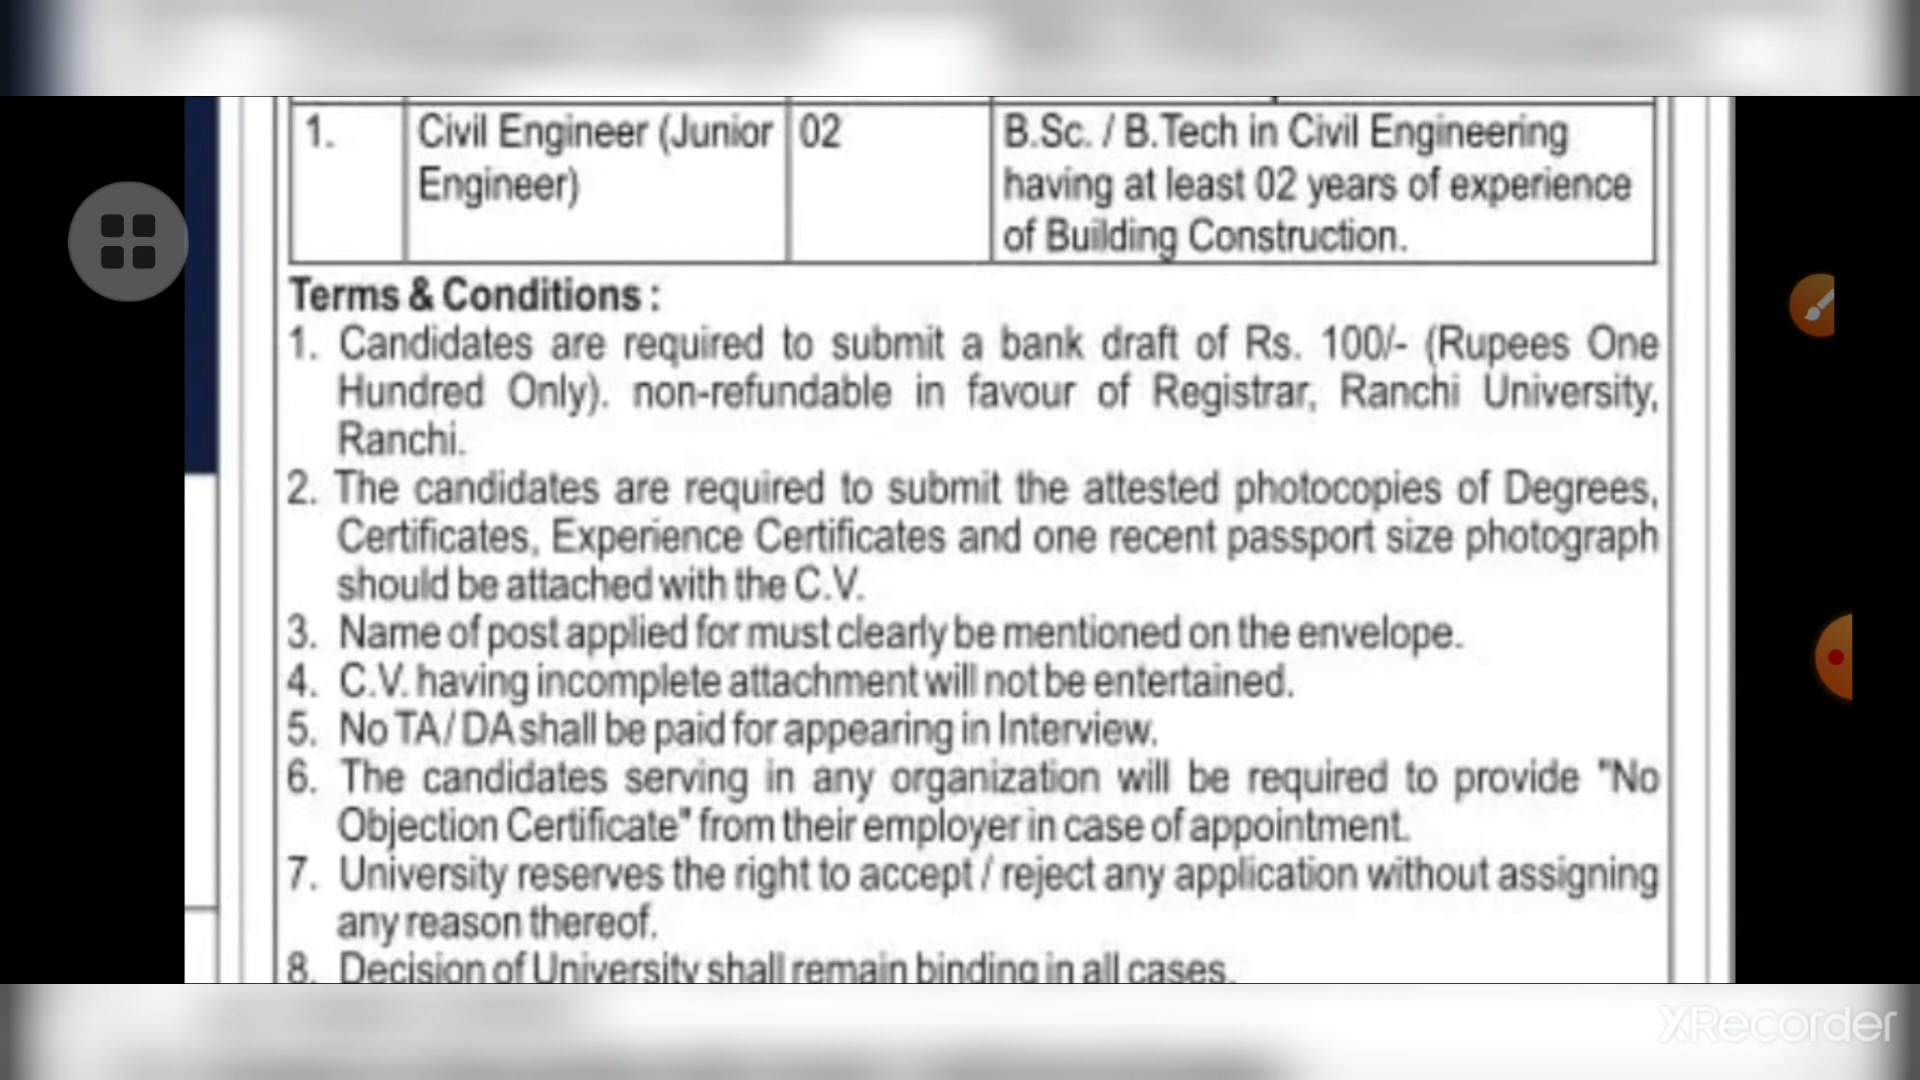 1. Civil Engineer (Junior 02 B.Sc. / B.Tech in Civil Engineering
Engineer) having at least 02 years of experience
of Building Construction.
Terms & Conditions :
1. Candidates are required to submit a bank draft of Rs. 100/- (Rupees One
Hundred Only). non-refundable in favour of Registrar, Ranchi University,
Ranchi.
2. The candidates are required to submit the attested photocopies of Degrees,
Certificates, Experience Certificates and one recent passport size photograph
should be attached with the C.V.
3. Name of post applied for must clearly be mentioned on the envelope.
4. C.V. having incomplete attachment will not be entertained.
5. No TA / DA shall be paid for appearing in Interview.
6. The candidates serving in any organization will be required to provide "No
Objection Certificate" from their employer in case of appointment.
7. University reserves the right to accept / reject any application without assigning
any reason thereof.
8. Decision of University shall remain binding in all cases.
XRecorder